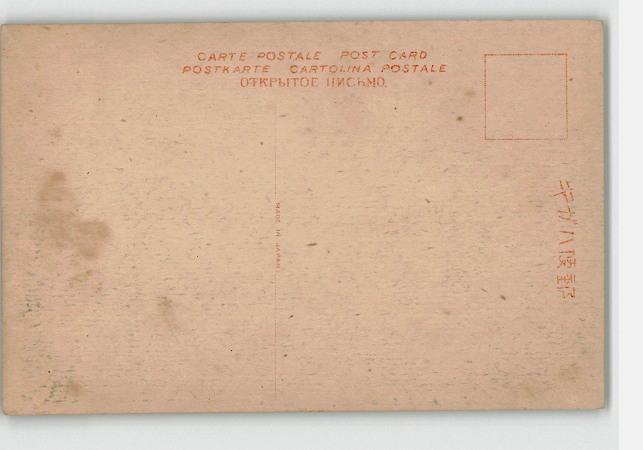 CARTE POSTALE POST CARD
POSTKARTE CARTOLINA POSTALE
ОТКРЫТОЕ ПИСЬМО.
MADE IN JAPAN